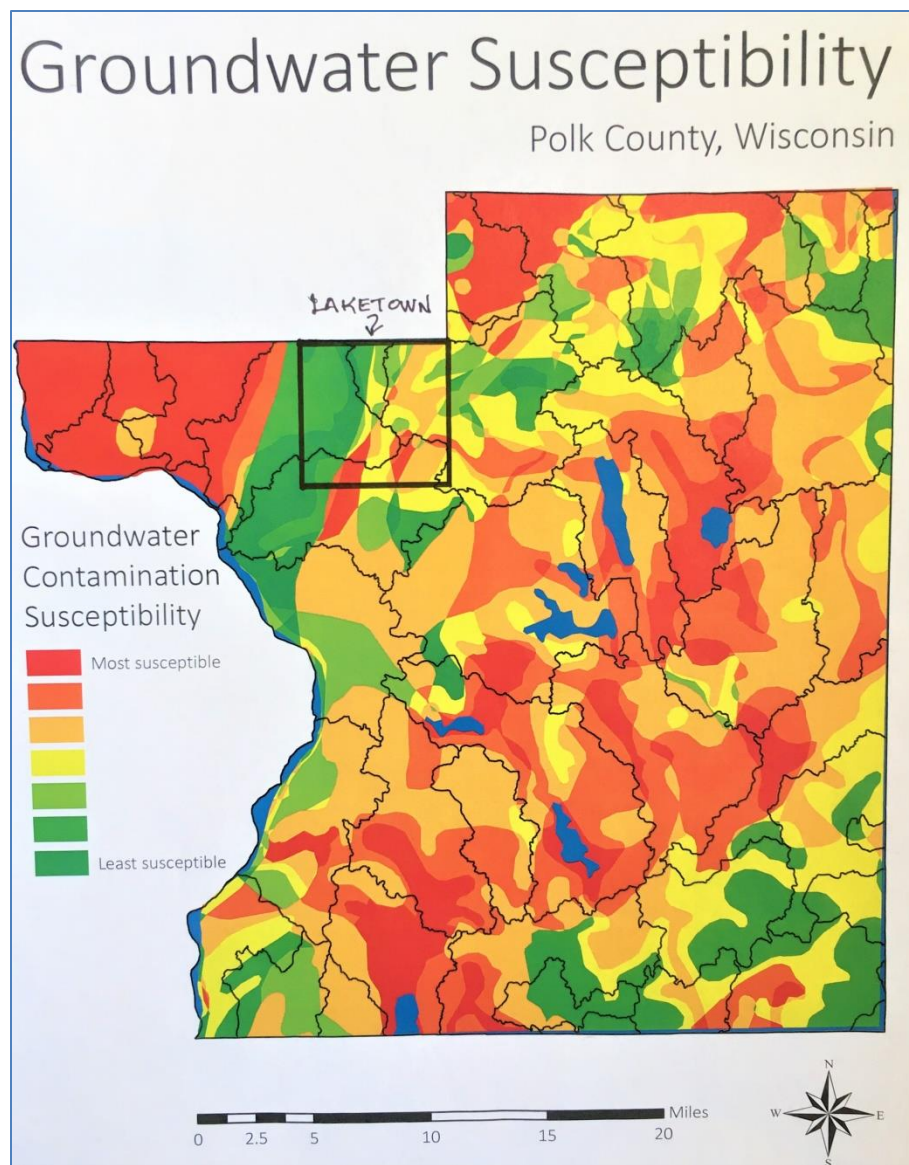 Groundwater Susceptibility
Polk County, Wisconsin
LAKETOWN
Groundwater
Contamination
Susceptibility
Most susceptible
Least susceptible
Miles
0 2.5 5 10 15 20
N
W E
S